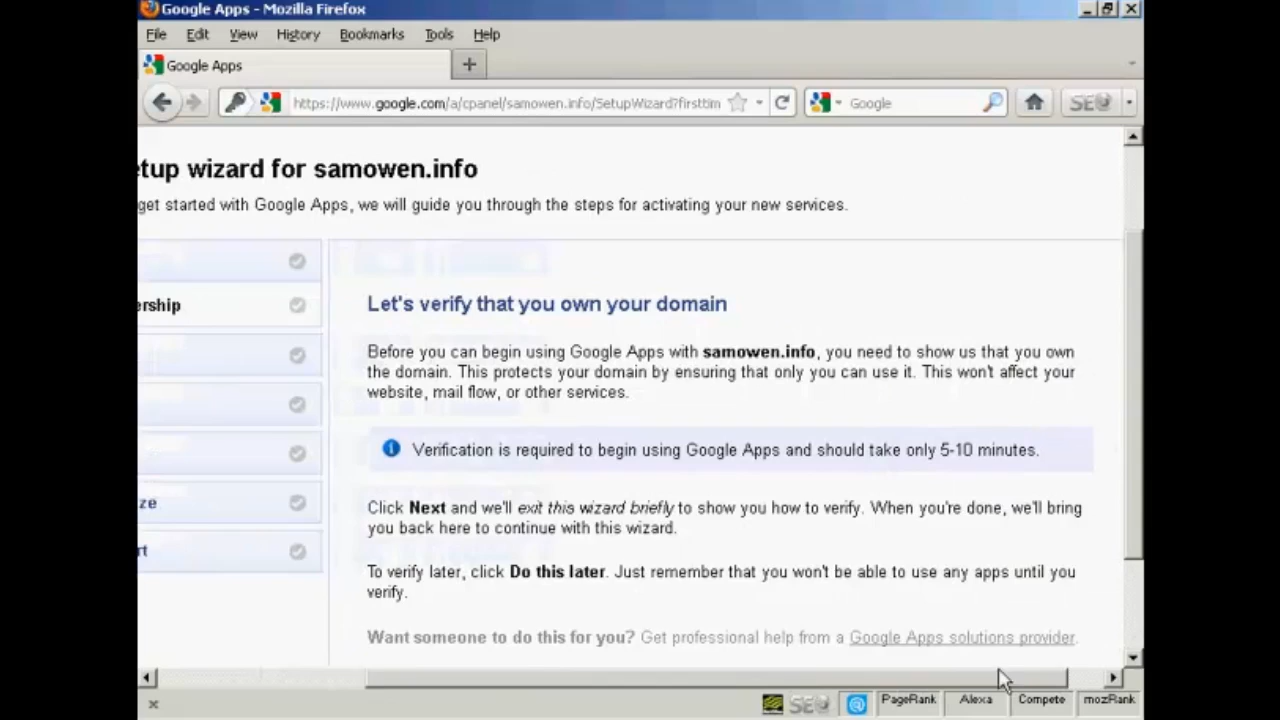 Google Apps - Mozilla Firefox
File Edit View History Bookmarks Tools Help
Google Apps
https://www.google.com/a/cpanel/samowen.info/SetupWizard?firsttim
Google
SEO
etup wizard for samowen.info
get started with Google Apps, we will guide you through the steps for activating your new services.
ership
ze
rt
Let's verify that you own your domain
Before you can begin using Google Apps with samowen.info, you need to show us that you own
the domain. This protects your domain by ensuring that only you can use it. This won't affect your
website, mail flow, or other services.
Verification is required to begin using Google Apps and should take only 5-10 minutes.
Click Next and we'll exit this wizard briefly to show you how to verify. When you're done, we'll bring
you back here to continue with this wizard.
To verify later, click Do this later. Just remember that you won't be able to use any apps until you
verify.
Want someone to do this for you? Get professional help from a Google Apps solutions provider.
SEO PageRank Alexa Compete mozRank